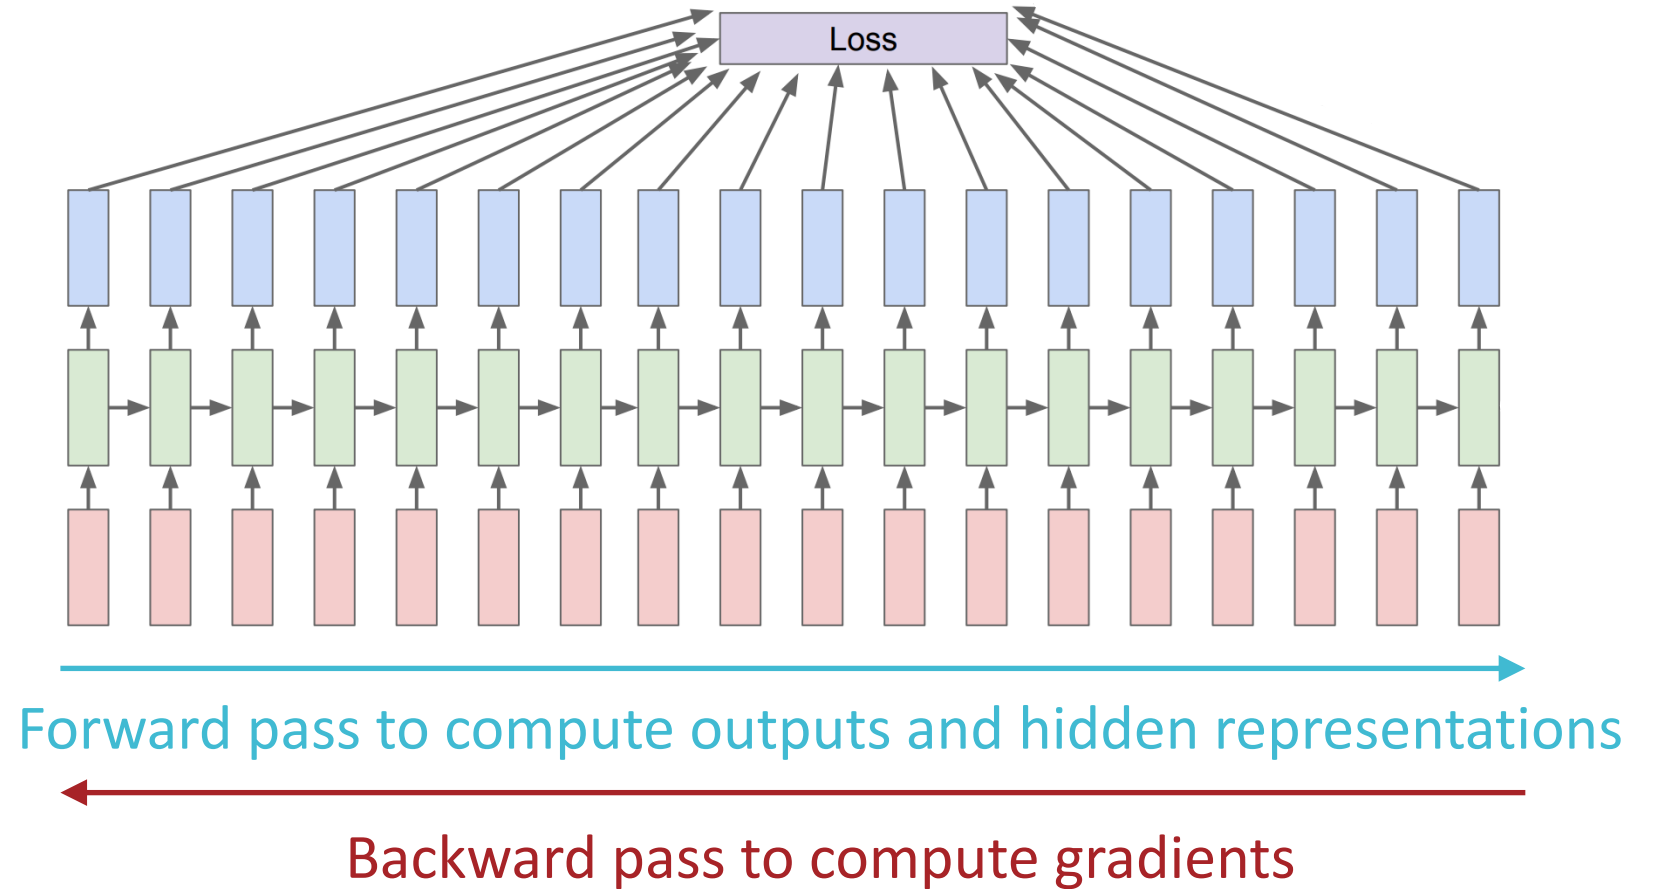 Loss
Forward pass to compute outputs and hidden representations
Backward pass to compute gradients